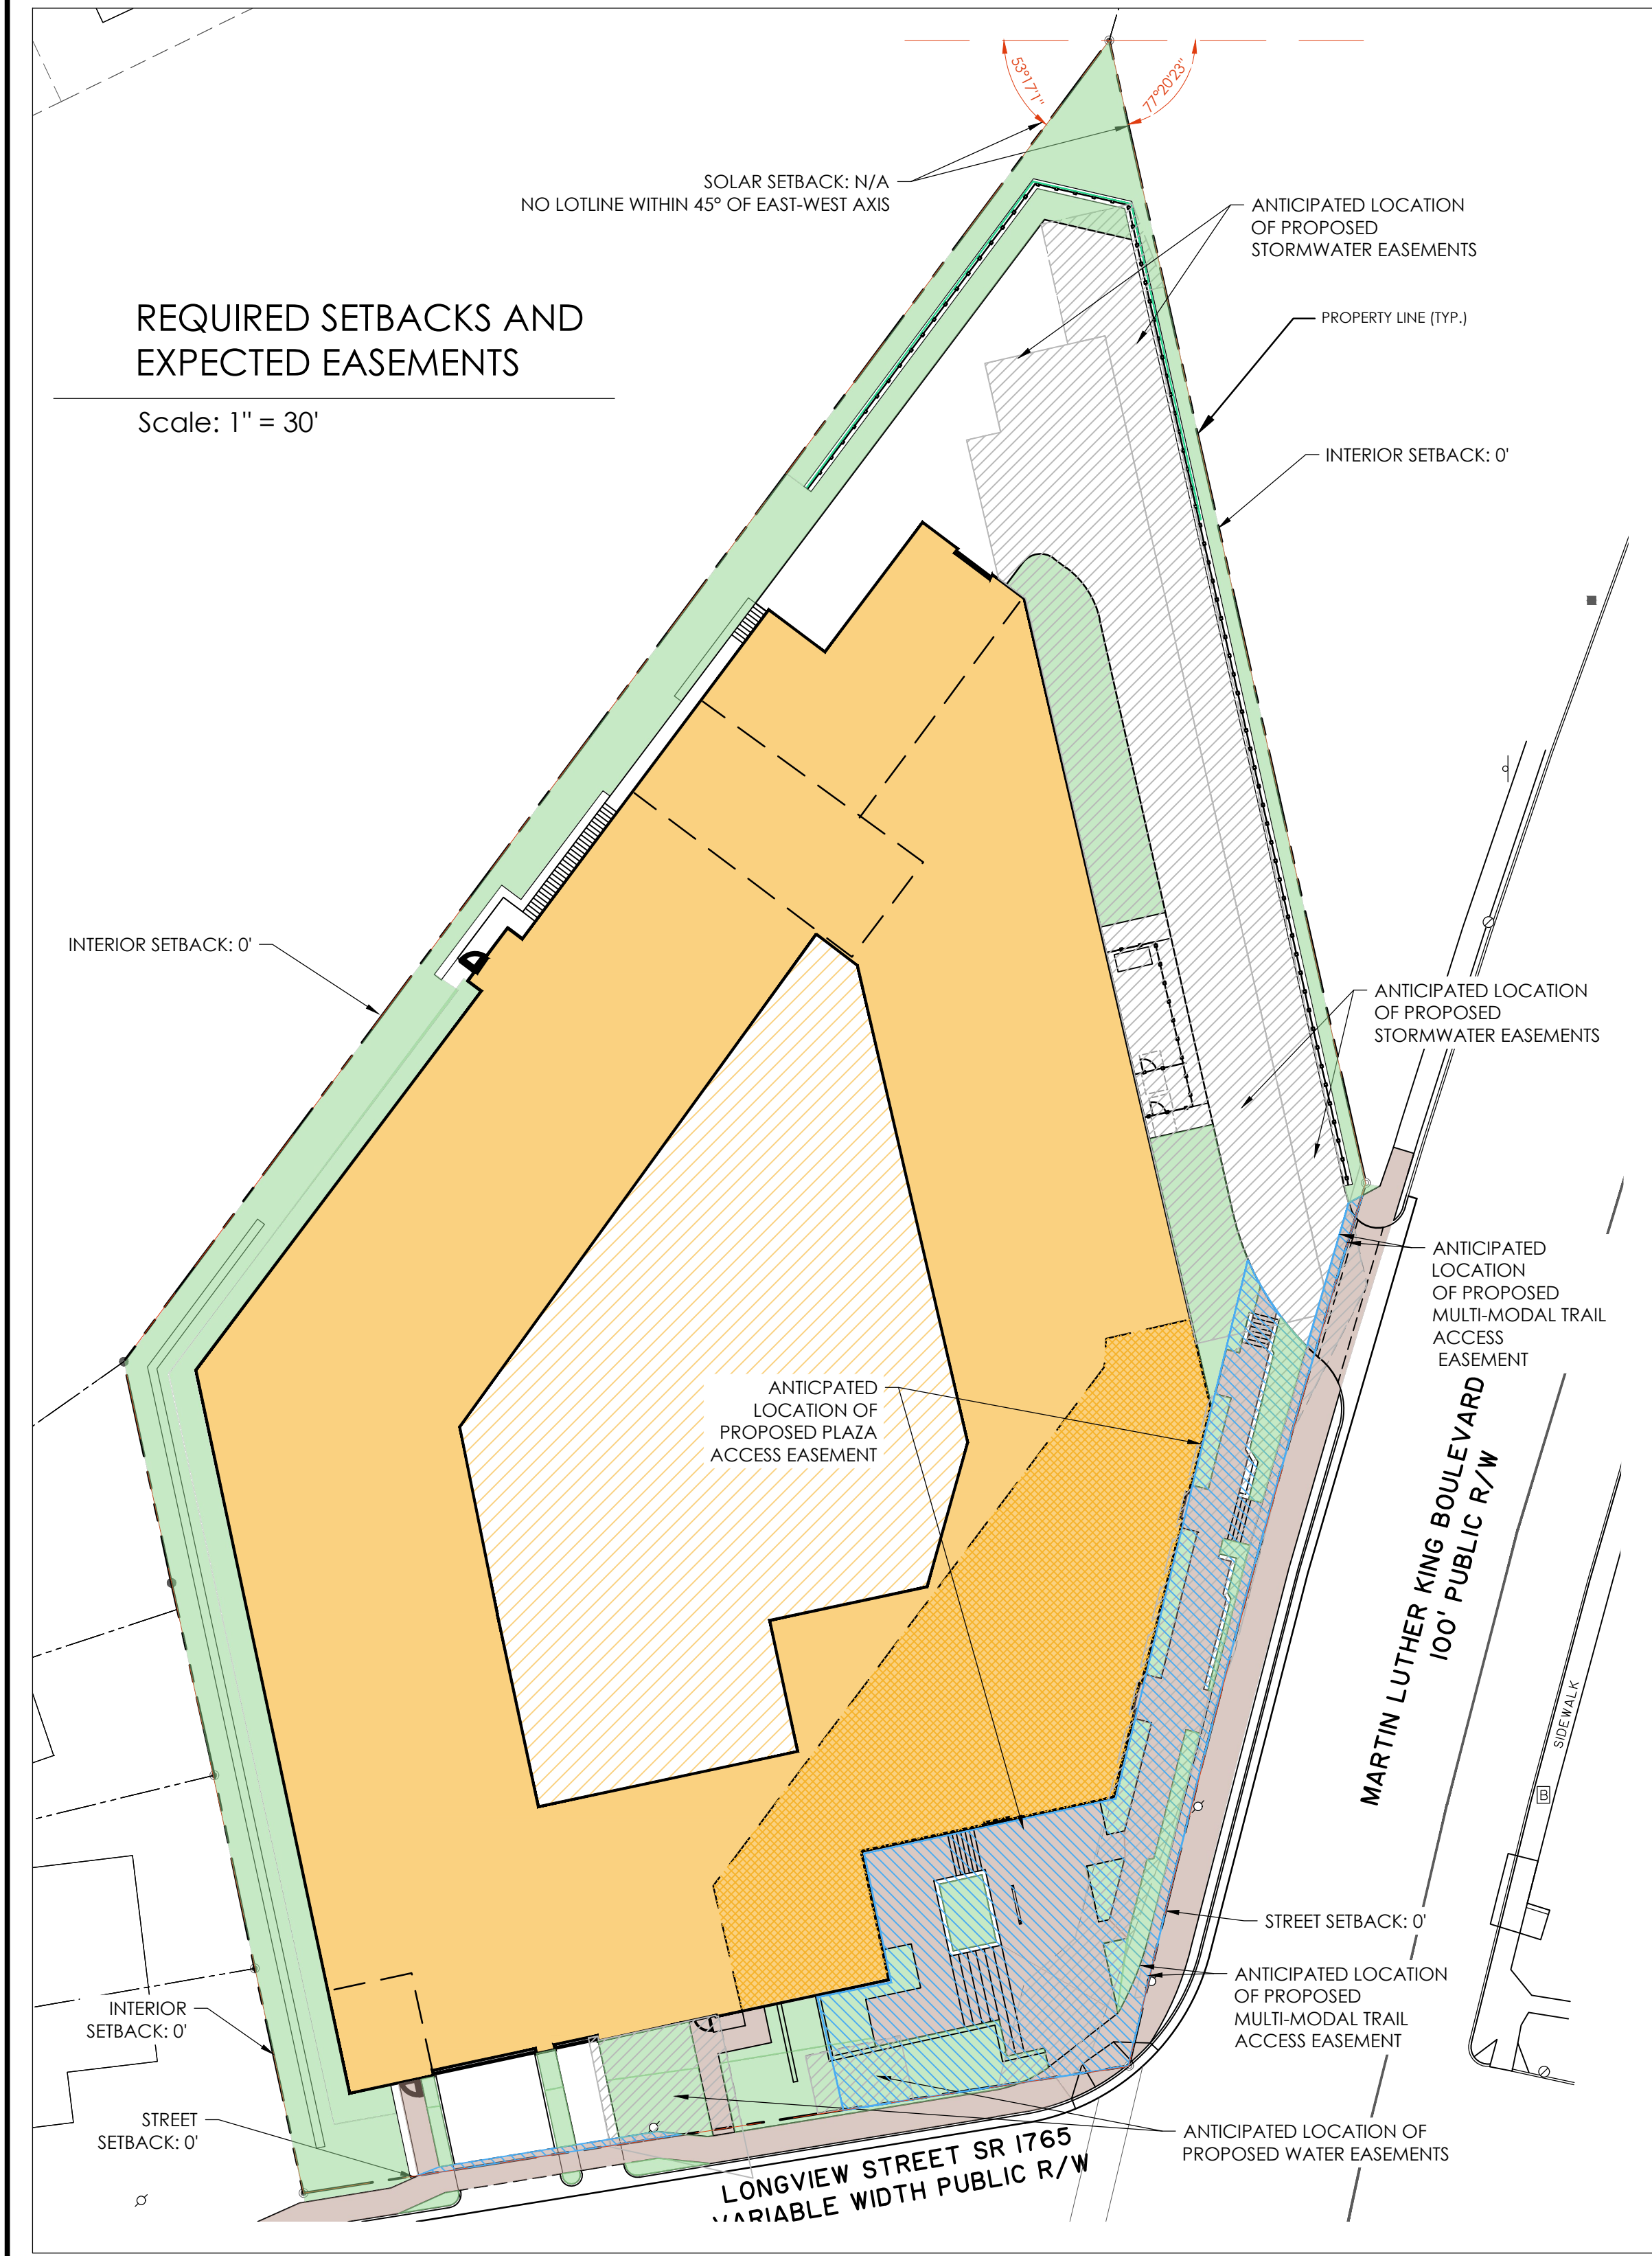 53°17'1"
77°20'23"
SOLAR SETBACK: N/A
NO LOTLINE WITHIN 45° OF EAST-WEST AXIS
ANTICIPATED LOCATION
OF PROPOSED
STORMWATER EASEMENTS
REQUIRED SETBACKS AND
EXPECTED EASEMENTS
Scale: 1" = 30'
PROPERTY LINE (TYP.)
INTERIOR SETBACK: 0'
INTERIOR SETBACK: 0'
ANTICIPATED LOCATION
OF PROPOSED
STORMWATER EASEMENTS
ANTICIPATED
LOCATION
OF PROPOSED
MULTI-MODAL TRAIL
ACCESS
EASEMENT
ANTICPATED
LOCATION OF
PROPOSED PLAZA
ACCESS EASEMENT
MARTIN LUTHER KING BOULEVARD
100' PUBLIC R/W
SIDEWALK
B
STREET SETBACK: 0'
ANTICIPATED LOCATION
OF PROPOSED
MULTI-MODAL TRAIL
ACCESS EASEMENT
INTERIOR
SETBACK: 0'
STREET
SETBACK: 0'
ANTICIPATED LOCATION OF
PROPOSED WATER EASEMENTS
LONGVIEW STREET SR 1765
VARIABLE WIDTH PUBLIC R/W